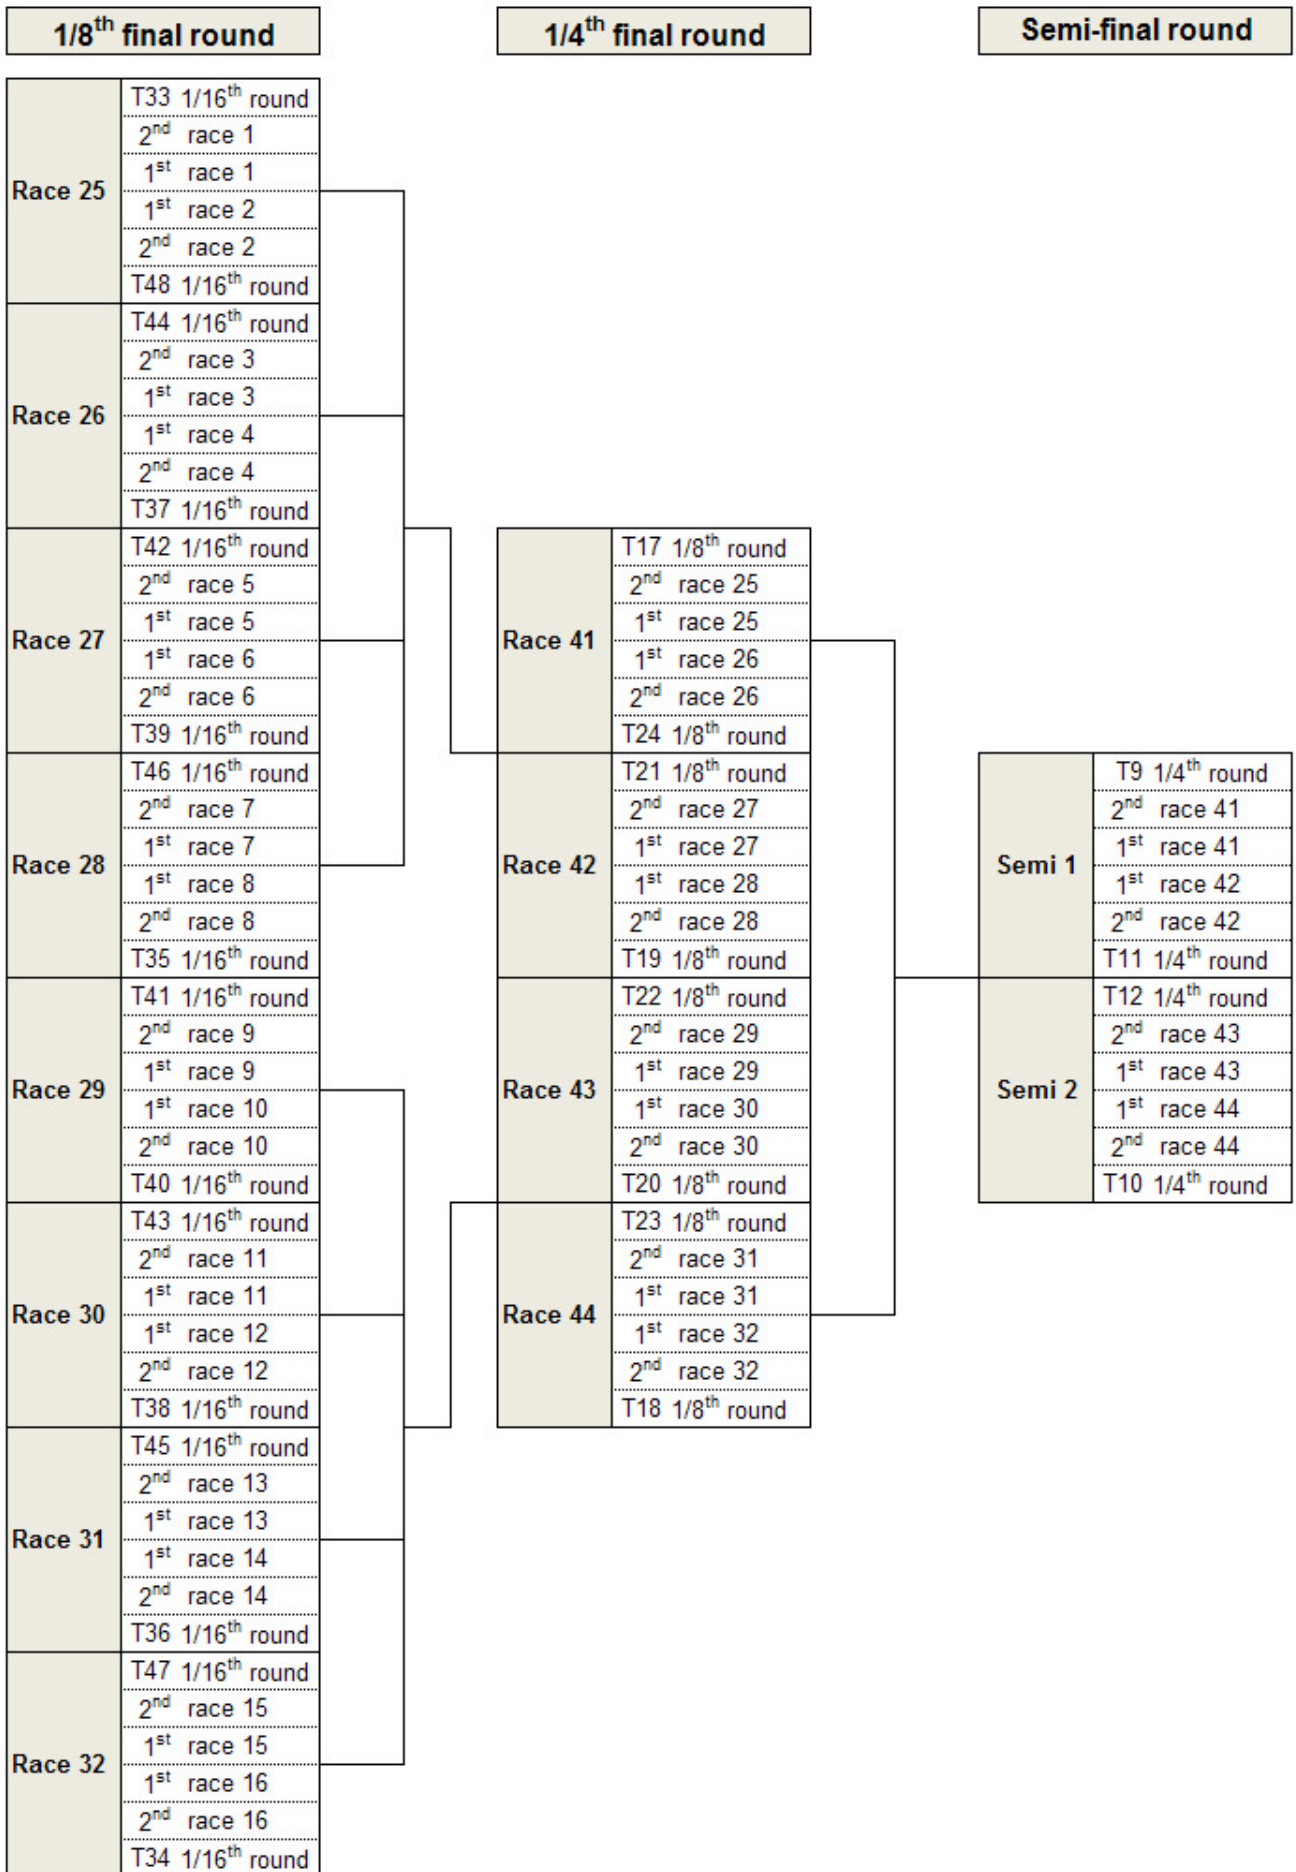 1/8th final round
1/4th final round
Semi-final round
Race 25
T33 1/16th round
2nd race 1
1st race 1
1st race 2
2nd race 2
T48 1/16th round
Race 26
T44 1/16th round
2nd race 3
1st race 3
1st race 4
2nd race 4
T37 1/16th round
Race 27
T42 1/16th round
2nd race 5
1st race 5
1st race 6
2nd race 6
T39 1/16th round
Race 28
T46 1/16th round
2nd race 7
1st race 7
1st race 8
2nd race 8
T35 1/16th round
Race 29
T41 1/16th round
2nd race 9
1st race 9
1st race 10
2nd race 10
T40 1/16th round
Race 30
T43 1/16th round
2nd race 11
1st race 11
1st race 12
2nd race 12
T38 1/16th round
Race 31
T45 1/16th round
2nd race 13
1st race 13
1st race 14
2nd race 14
T36 1/16th round
Race 32
T47 1/16th round
2nd race 15
1st race 15
1st race 16
2nd race 16
T34 1/16th round
Race 41
T17 1/8th round
2nd race 25
1st race 25
1st race 26
2nd race 26
T24 1/8th round
Race 42
T21 1/8th round
2nd race 27
1st race 27
1st race 28
2nd race 28
T19 1/8th round
Race 43
T22 1/8th round
2nd race 29
1st race 29
1st race 30
2nd race 30
T20 1/8th round
Race 44
T23 1/8th round
2nd race 31
1st race 31
1st race 32
2nd race 32
T18 1/8th round
Semi 1
T9 1/4th round
2nd race 41
1st race 41
1st race 42
2nd race 42
T11 1/4th round
Semi 2
T12 1/4th round
2nd race 43
1st race 43
1st race 44
2nd race 44
T10 1/4th round